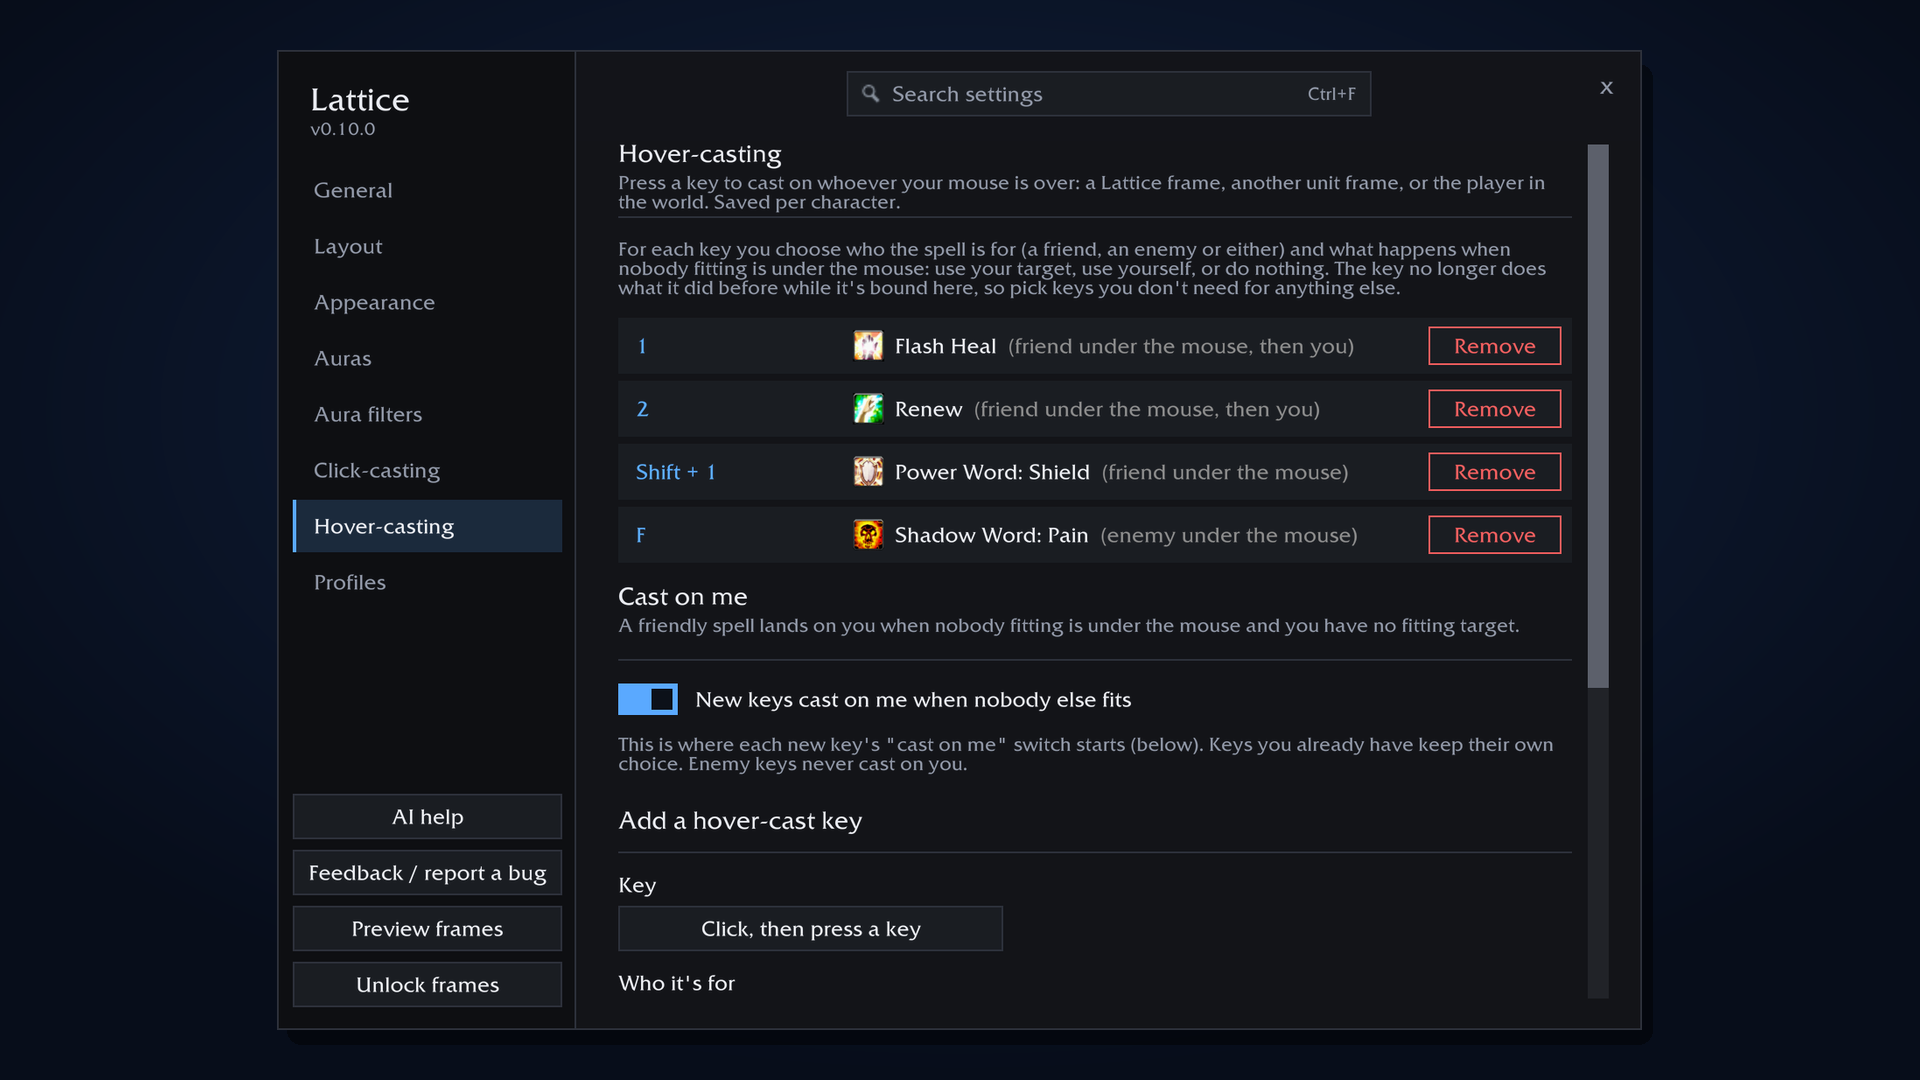 Lattice
v0.10.0
General
Layout
Appearance
Auras
Aura filters
Click-casting
Hover-casting
Profiles
AI help
Feedback / report a bug
Preview frames
Unlock frames
Search settings Ctrl+F
X
Hover-casting
Press a key to cast on whoever your mouse is over: a Lattice frame, another unit frame, or the player in
the world. Saved per character.
For each key you choose who the spell is for (a friend, an enemy or either) and what happens when
nobody fitting is under the mouse: use your target, use yourself, or do nothing. The key no longer does
what it did before while it's bound here, so pick keys you don't need for anything else.
1 Flash Heal (friend under the mouse, then you) Remove
2 Renew (friend under the mouse, then you) Remove
Shift + 1 Power Word: Shield (friend under the mouse) Remove
F Shadow Word: Pain (enemy under the mouse) Remove
Cast on me
A friendly spell lands on you when nobody fitting is under the mouse and you have no fitting target.
New keys cast on me when nobody else fits
This is where each new key's "cast on me" switch starts (below). Keys you already have keep their own
choice. Enemy keys never cast on you.
Add a hover-cast key
Key
Click, then press a key
Who it's for